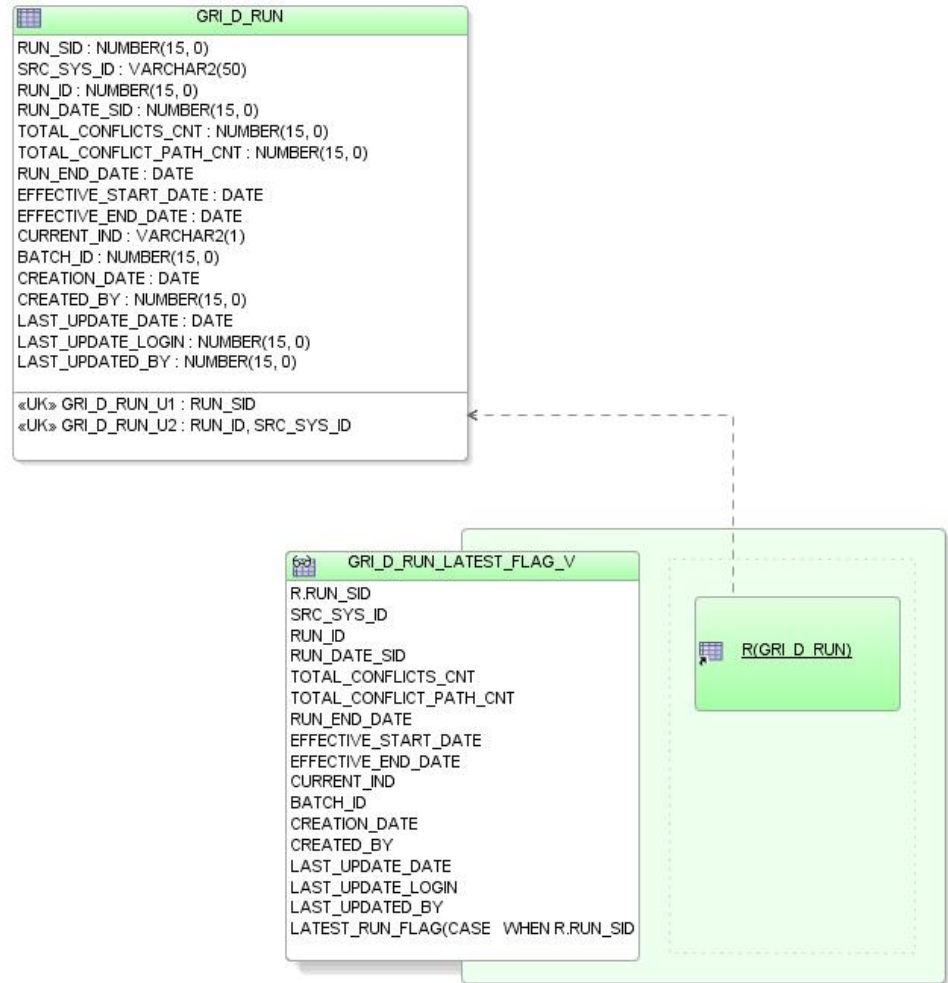 GRI_D_RUN
RUN_SID : NUMBER(15, 0)
SRC_SYS_ID : VARCHAR2(50)
RUN_ID : NUMBER(15, 0)
RUN_DATE_SID : NUMBER(15, 0)
TOTAL_CONFLICTS_CNT : NUMBER(15, 0)
TOTAL_CONFLICT_PATH_CNT : NUMBER(15, 0)
RUN_END_DATE : DATE
EFFECTIVE_START_DATE : DATE
EFFECTIVE_END_DATE : DATE
CURRENT_IND : VARCHAR2(1)
BATCH_ID : NUMBER(15, 0)
CREATION_DATE : DATE
CREATED_BY : NUMBER(15, 0)
LAST_UPDATE_DATE : DATE
LAST_UPDATE_LOGIN : NUMBER(15, 0)
LAST_UPDATED_BY : NUMBER(15, 0)
«UK» GRI_D_RUN_U1 : RUN_SID
«UK» GRI_D_RUN_U2 : RUN_ID, SRC_SYS_ID
GRI_D_RUN_LATEST_FLAG_V
R.RUN_SID
SRC_SYS_ID
RUN_ID
RUN_DATE_SID
TOTAL_CONFLICTS_CNT
TOTAL_CONFLICT_PATH_CNT
RUN_END_DATE
EFFECTIVE_START_DATE
EFFECTIVE_END_DATE
CURRENT_IND
BATCH_ID
CREATION_DATE
CREATED_BY
LAST_UPDATE_DATE
LAST_UPDATE_LOGIN
LAST_UPDATED_BY
LATEST_RUN_FLAG(CASE WHEN R.RUN_SID
R(GRI_D_RUN)